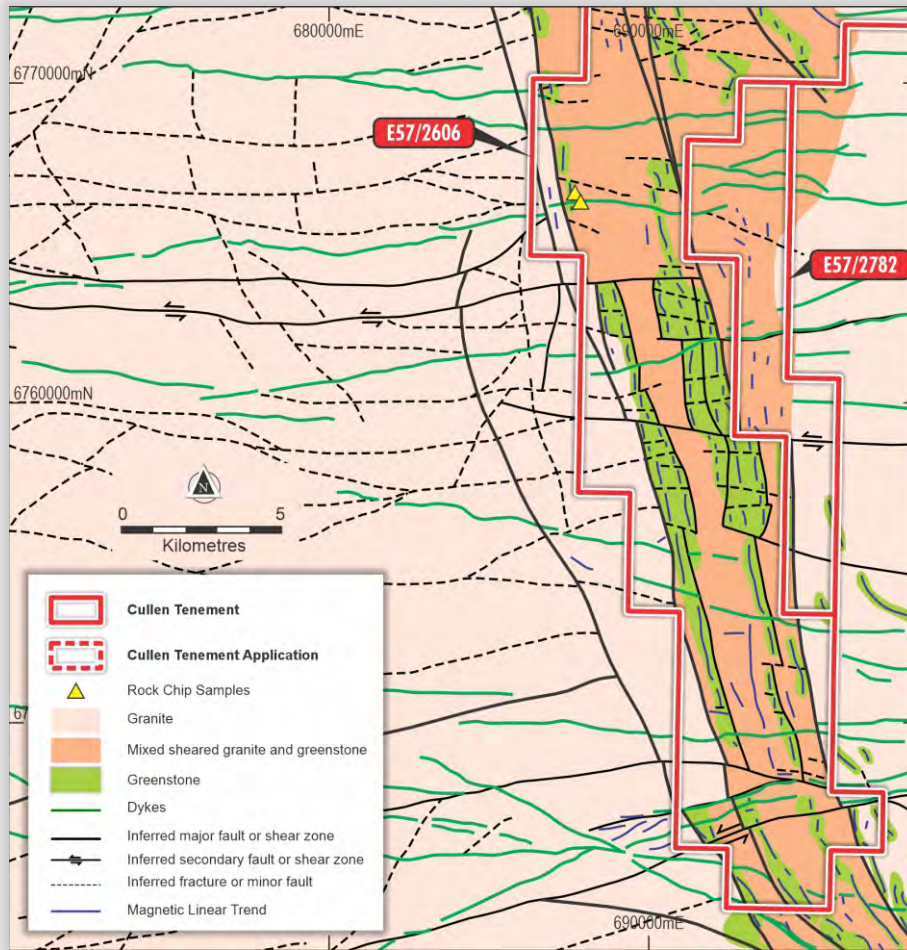 680000mE
690000mE
6770000mN
E57/2606
E57/2782
6760000mN
N
0 5
Kilometres
Cullen Tenement
Cullen Tenement Application
Rock Chip Samples
Granite
Mixed sheared granite and greenstone
Greenstone
Dykes
Inferred major fault or shear zone
Inferred secondary fault or shear zone
Inferred fracture or minor fault
Magnetic Linear Trend
690000mE